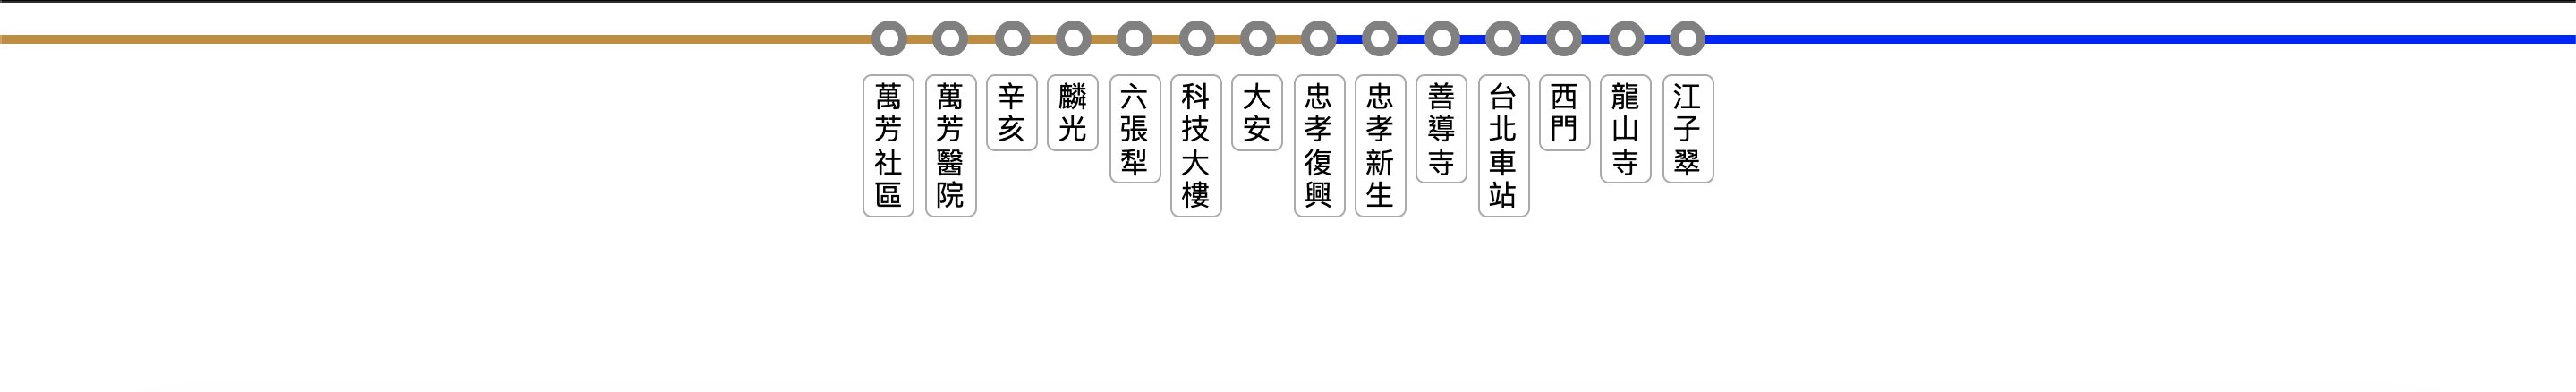 萬芳社區
萬芳醫院
辛亥
麟光
六張犁
科技大樓
大安
忠孝復興
忠孝新生
善導寺
台北車站
西門
龍山寺
江子翠